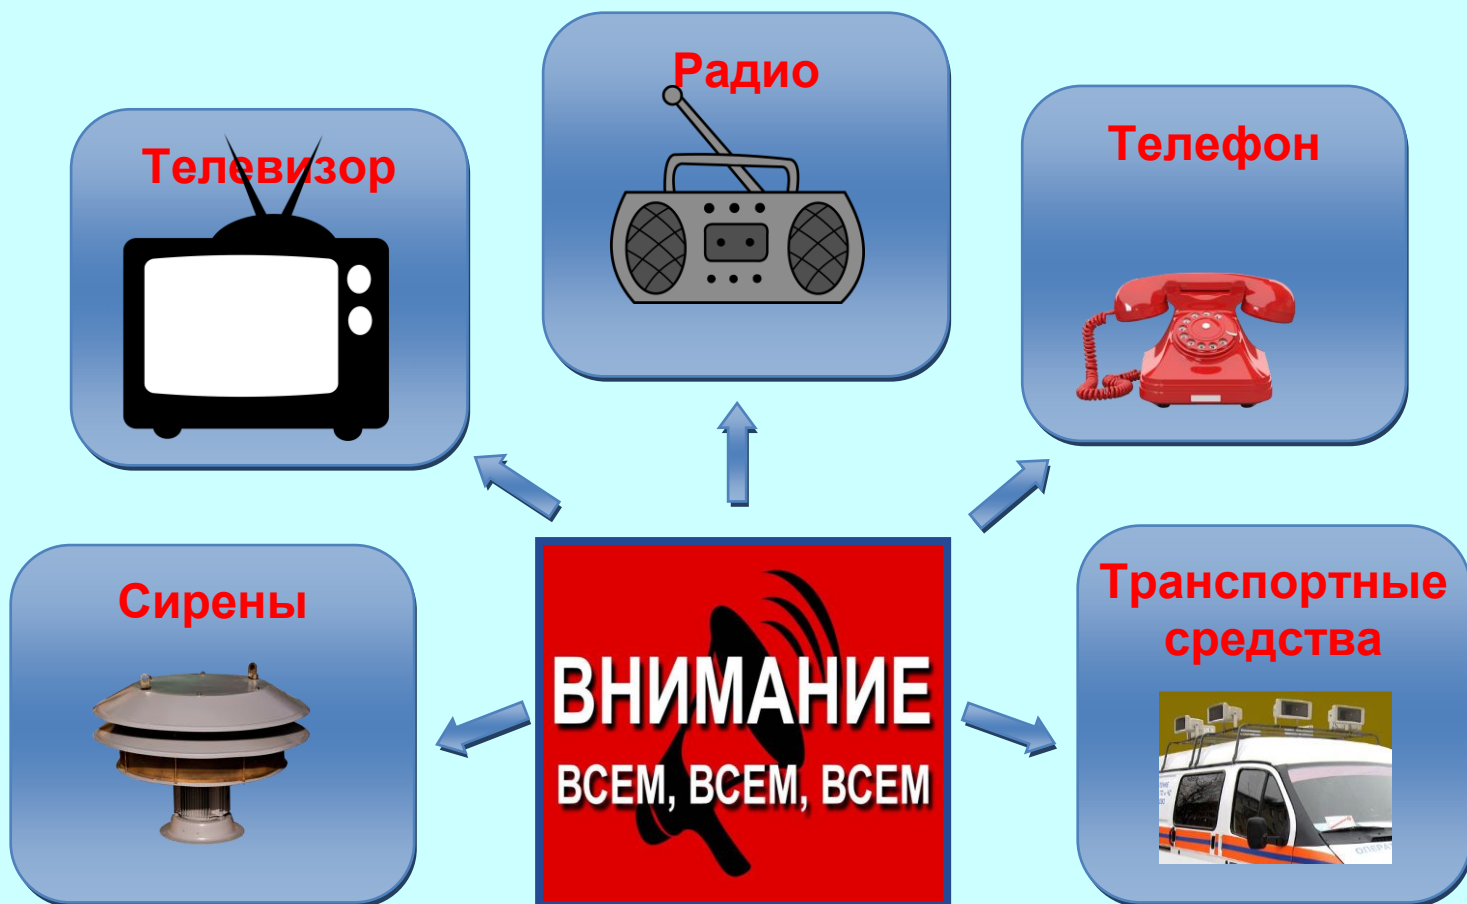 Радио
Телефон
Телевизор
Сирены
Транспортные
средства
ВНИМАНИЕ
ВСЕМ, ВСЕМ, ВСЕМ